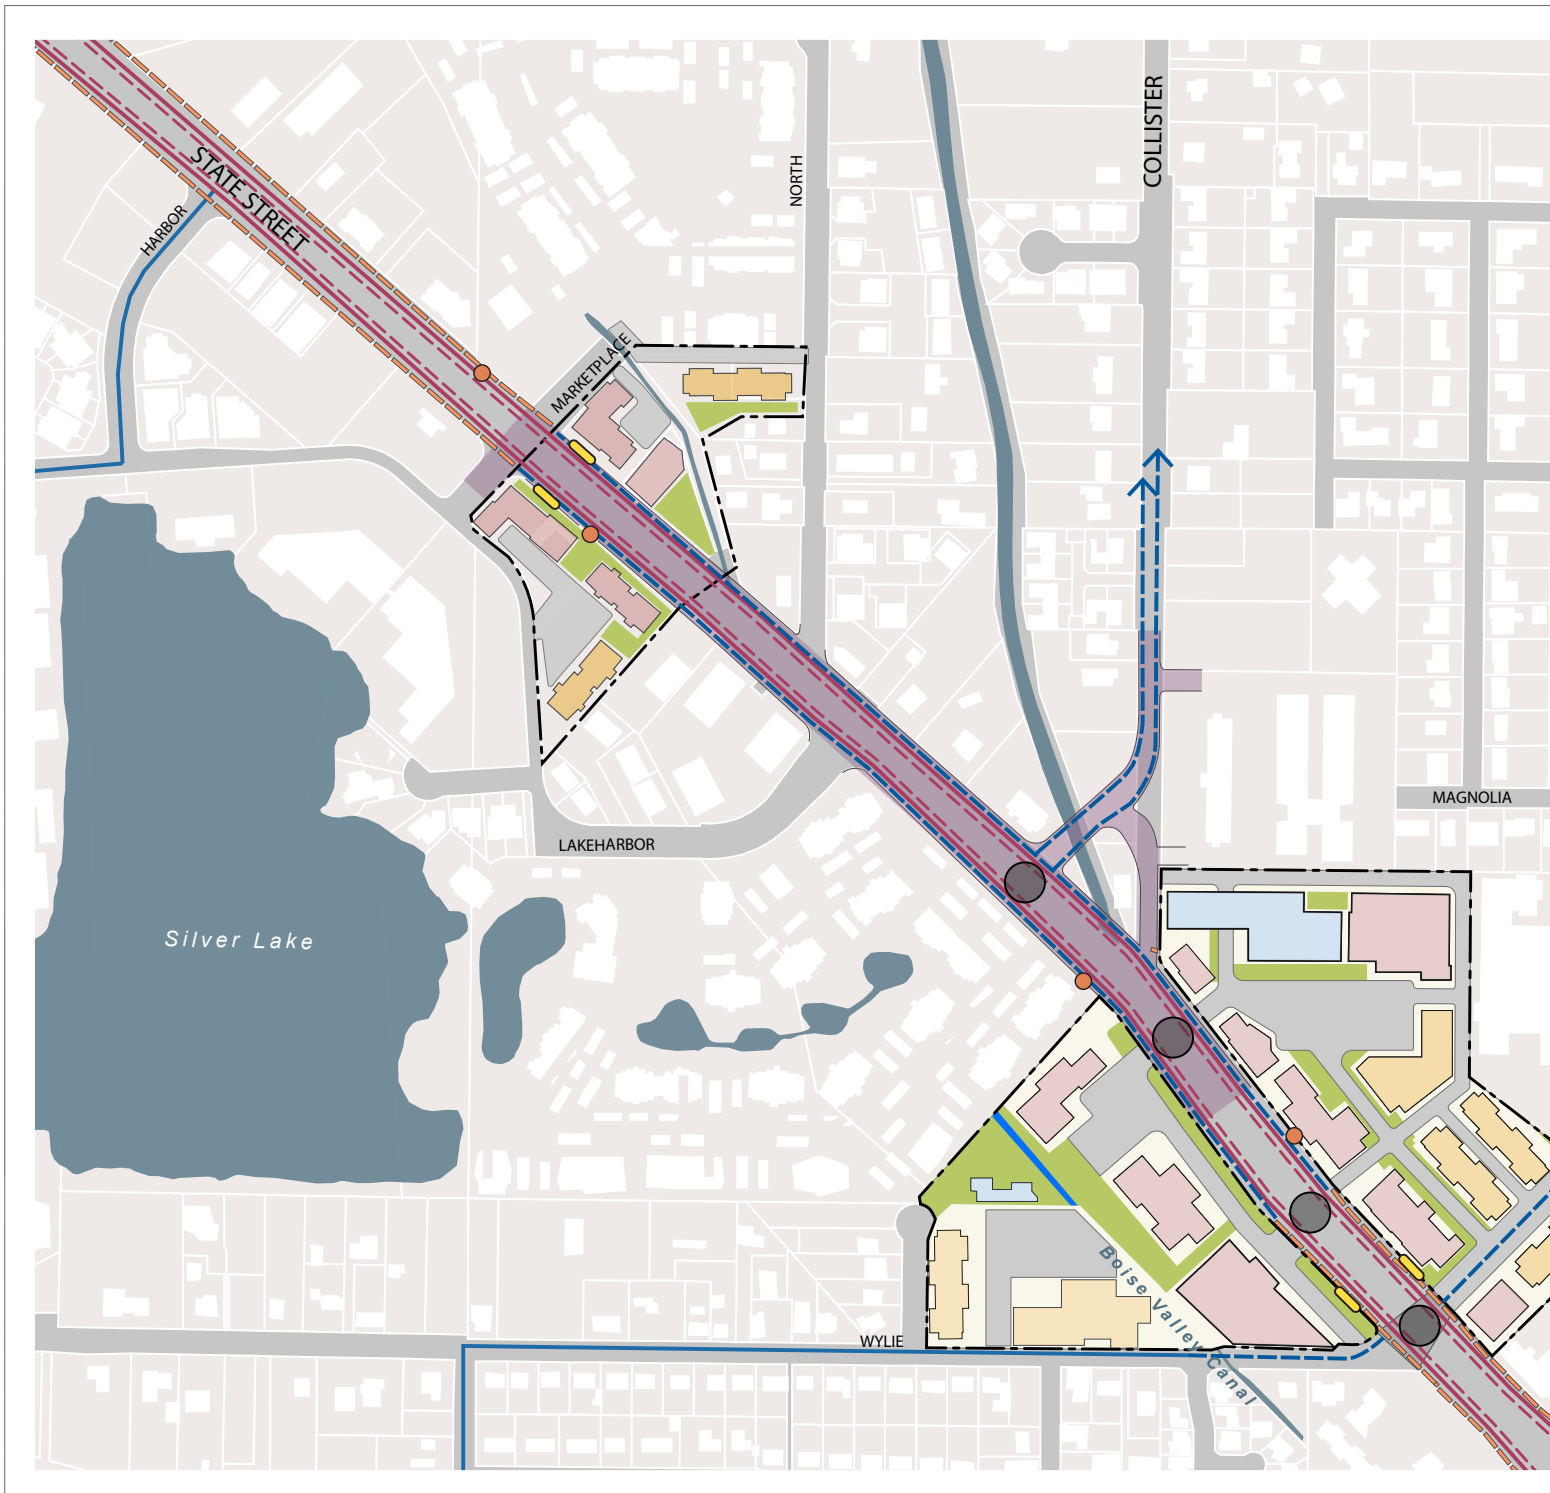 COLLISTER
STATE STREET
NORTH
HARBOR
MARKETPLACE
MAGNOLIA
LAKEHARBOR
Silver Lake
Boise Valley Canal
WYLIE